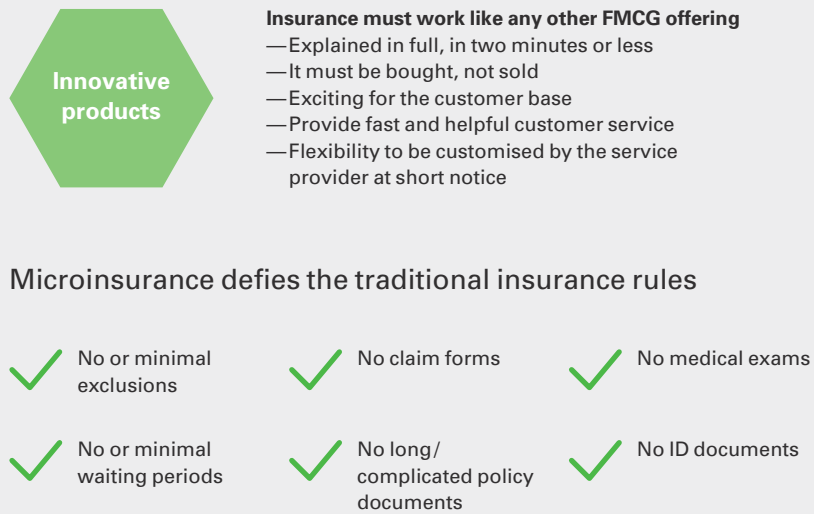 Innovative
products
Insurance must work like any other FMCG offering
—Explained in full, in two minutes or less
—It must be bought, not sold
—Exciting for the customer base
—Provide fast and helpful customer service
—Flexibility to be customised by the service
provider at short notice
Microinsurance defies the traditional insurance rules
No or minimal
exclusions
No claim forms
No medical exams
No or minimal
waiting periods
No long/
complicated policy
documents
No ID documents